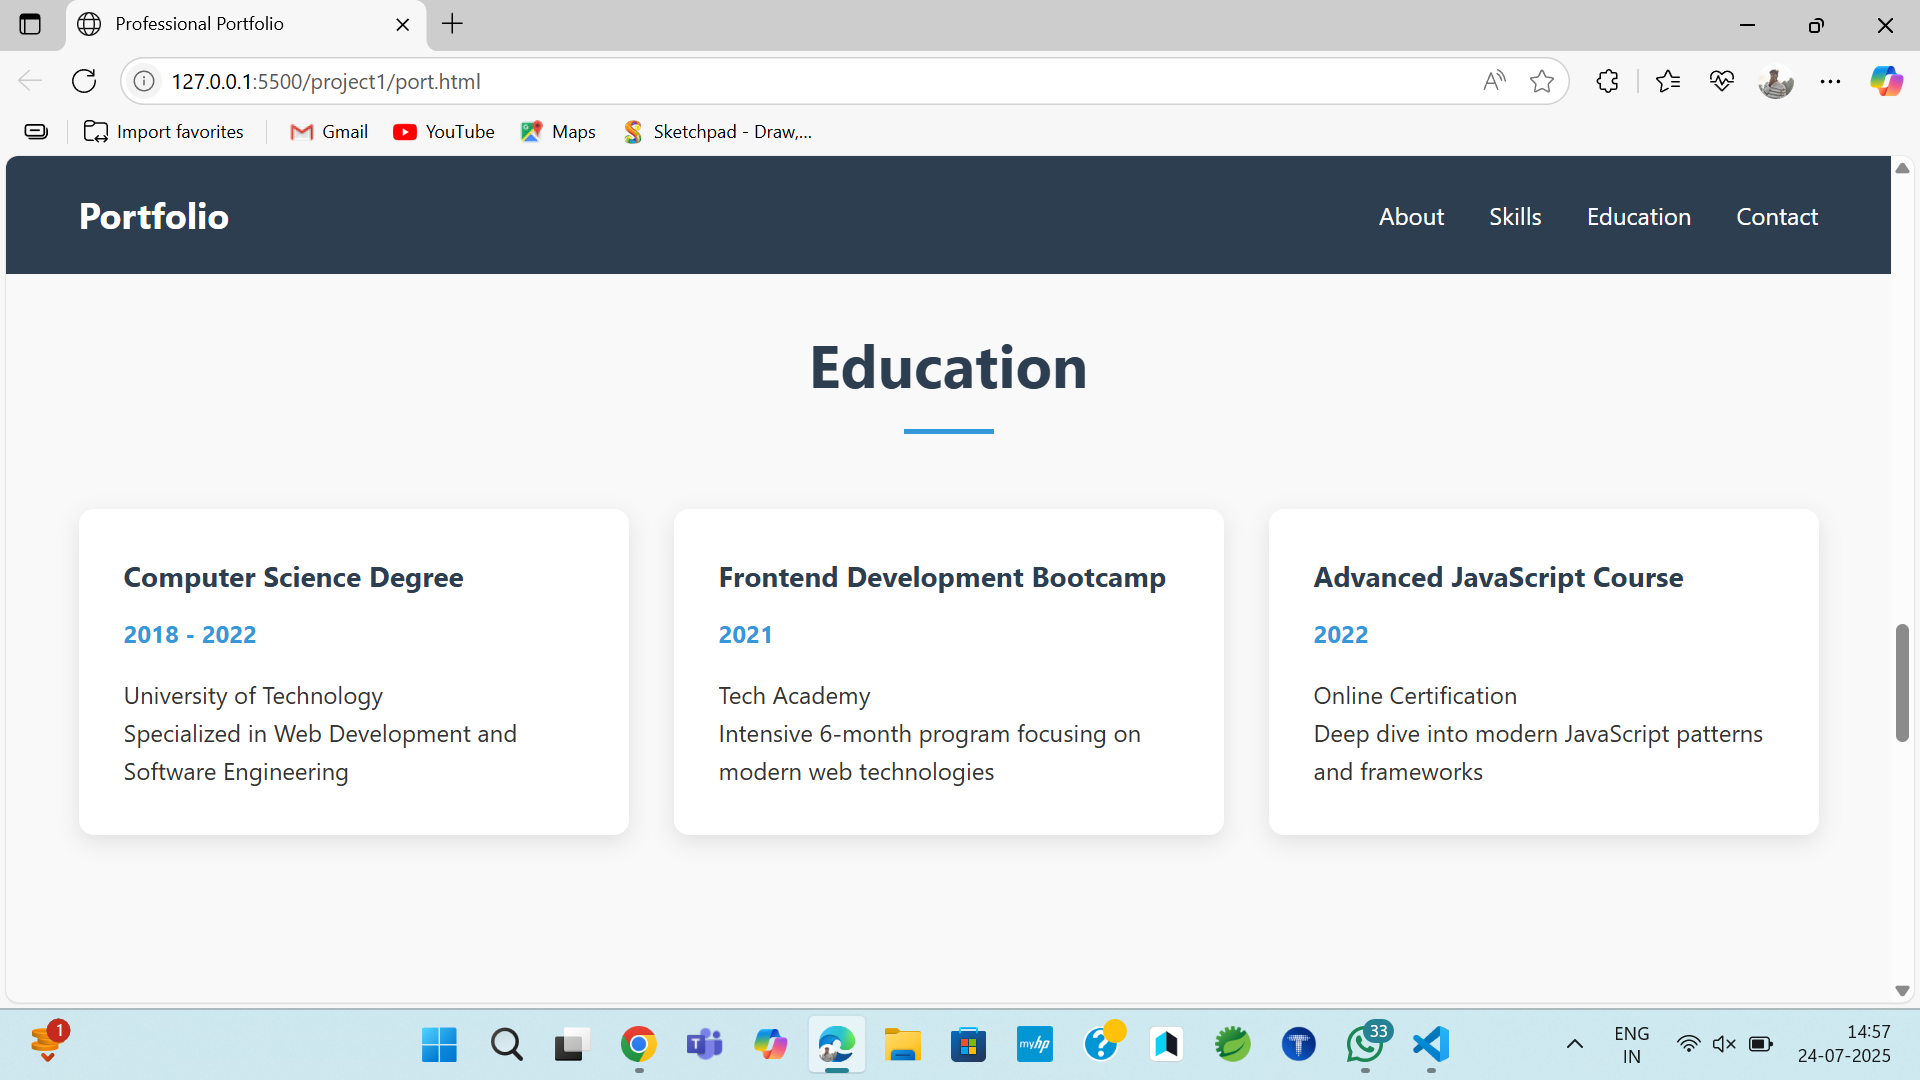 Professional Portfolio
127.0.0.1:5500/project1/port.html
Import favorites
Gmail
YouTube
Maps
Sketchpad - Draw,...
Portfolio
About
Skills
Education
Contact
Education
Computer Science Degree
2018 - 2022
University of Technology
Specialized in Web Development and
Software Engineering
Frontend Development Bootcamp
2021
Tech Academy
Intensive 6-month program focusing on
modern web technologies
Advanced JavaScript Course
2022
Online Certification
Deep dive into modern JavaScript patterns
and frameworks
1
T
myhp
?
T
33
ENG
IN
14:57
24-07-2025